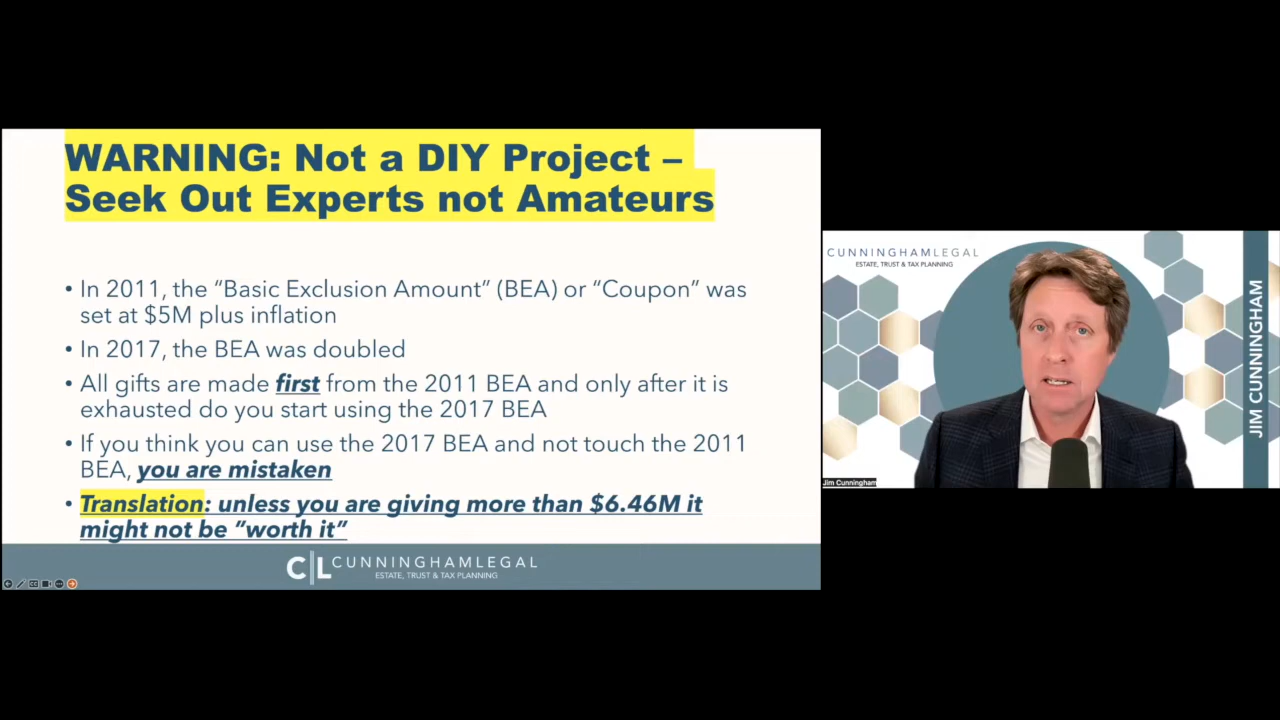 WARNING: Not a DIY Project –
Seek Out Experts not Amateurs
• In 2011, the “Basic Exclusion Amount” (BEA) or “Coupon” was
set at $5M plus inflation
• In 2017, the BEA was doubled
• All gifts are made first from the 2011 BEA and only after it is
exhausted do you start using the 2017 BEA
• If you think you can use the 2017 BEA and not touch the 2011
BEA, you are mistaken
• Translation: unless you are giving more than $6.46M it
might not be ”worth it”
CL CUNNINGHAMLEGAL
ESTATE, TRUST & TAX PLANNING
CUNNINGHAMLEGAL
ESTATE, TRUST & TAX PLANNING
JIM CUNNINGHAM
Jim Cunningham